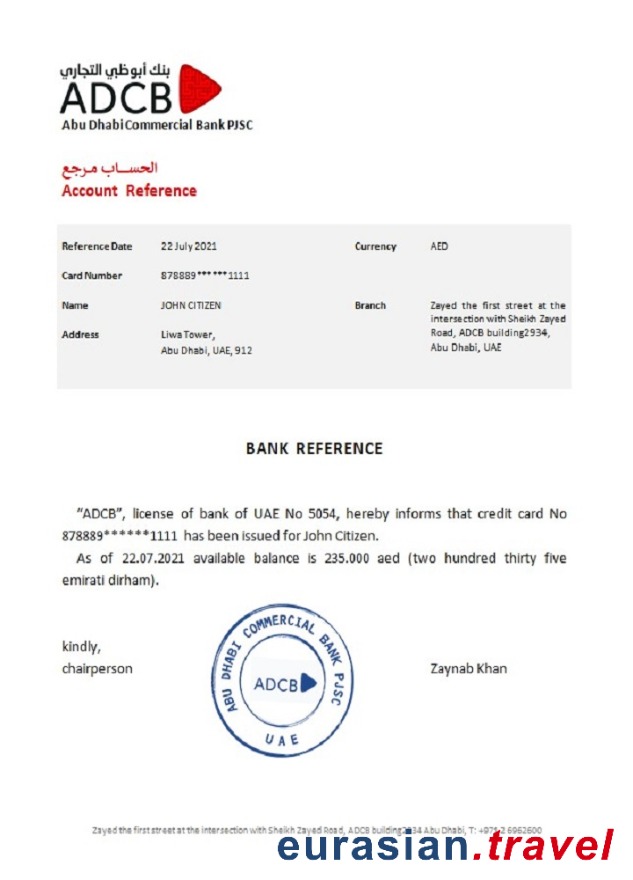 بنك أبوظبي التجاري
ADCB
Abu Dhabi Commercial Bank PJSC
الحســاب مرجع
Account Reference
Reference Date 22 July 2021 Currency AED
Card Number 878889******1111
Name JOHN CITIZEN Branch Zayed the first street at the
intersection with Sheikh Zayed
Address Liwa Tower, Road, ADCB building2934,
Abu Dhabi, UAE, 912 Abu Dhabi, UAE
BANK REFERENCE
“ADCB”, license of bank of UAE No 5054, hereby informs that credit card No
878889******1111 has been issued for John Citizen.
As of 22.07.2021 available balance is 235.000 aed (two hundred thirty five
emirati dirham).
kindly,
chairperson Zaynab Khan
ABU DHABI COMMERCIAL BANK PJSC
ADCB
UAE
Zayed the first street at the intersection with Sheikh Zayed Road, ADCB building2934 Abu Dhabi, T: +971 2 6962600
eurasian.travel